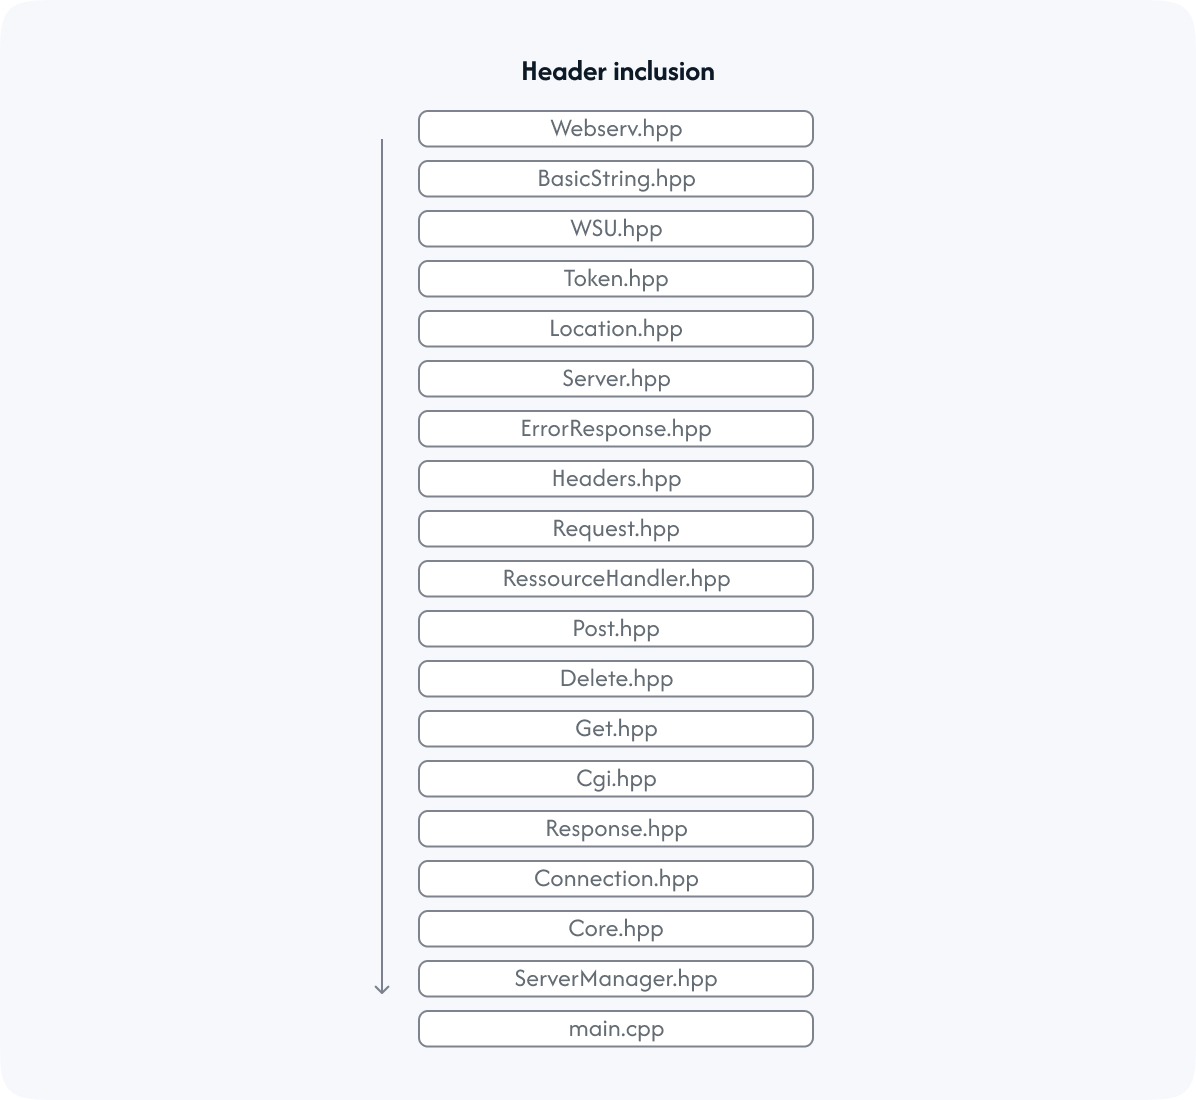 Header inclusion
Webserv.hpp
BasicString.hpp
WSU.hpp
Token.hpp
Location.hpp
Server.hpp
ErrorResponse.hpp
Headers.hpp
Request.hpp
RessourceHandler.hpp
Post.hpp
Delete.hpp
Get.hpp
Cgi.hpp
Response.hpp
Connection.hpp
Core.hpp
ServerManager.hpp
main.cpp